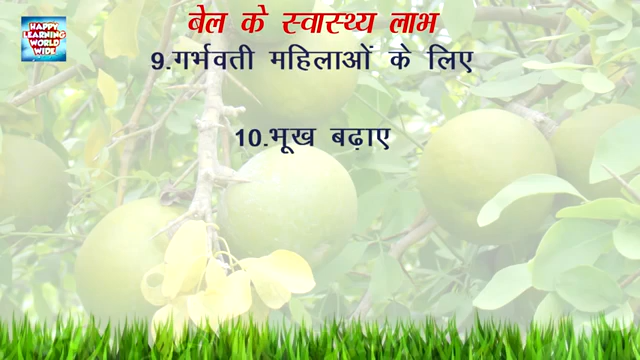 बेल के स्वास्थ्य लाभ
HAPPY
LEARNING
WORLD
WIDE
9.गर्भवती महिलाओं के लिए
10.भूख बढ़ाए